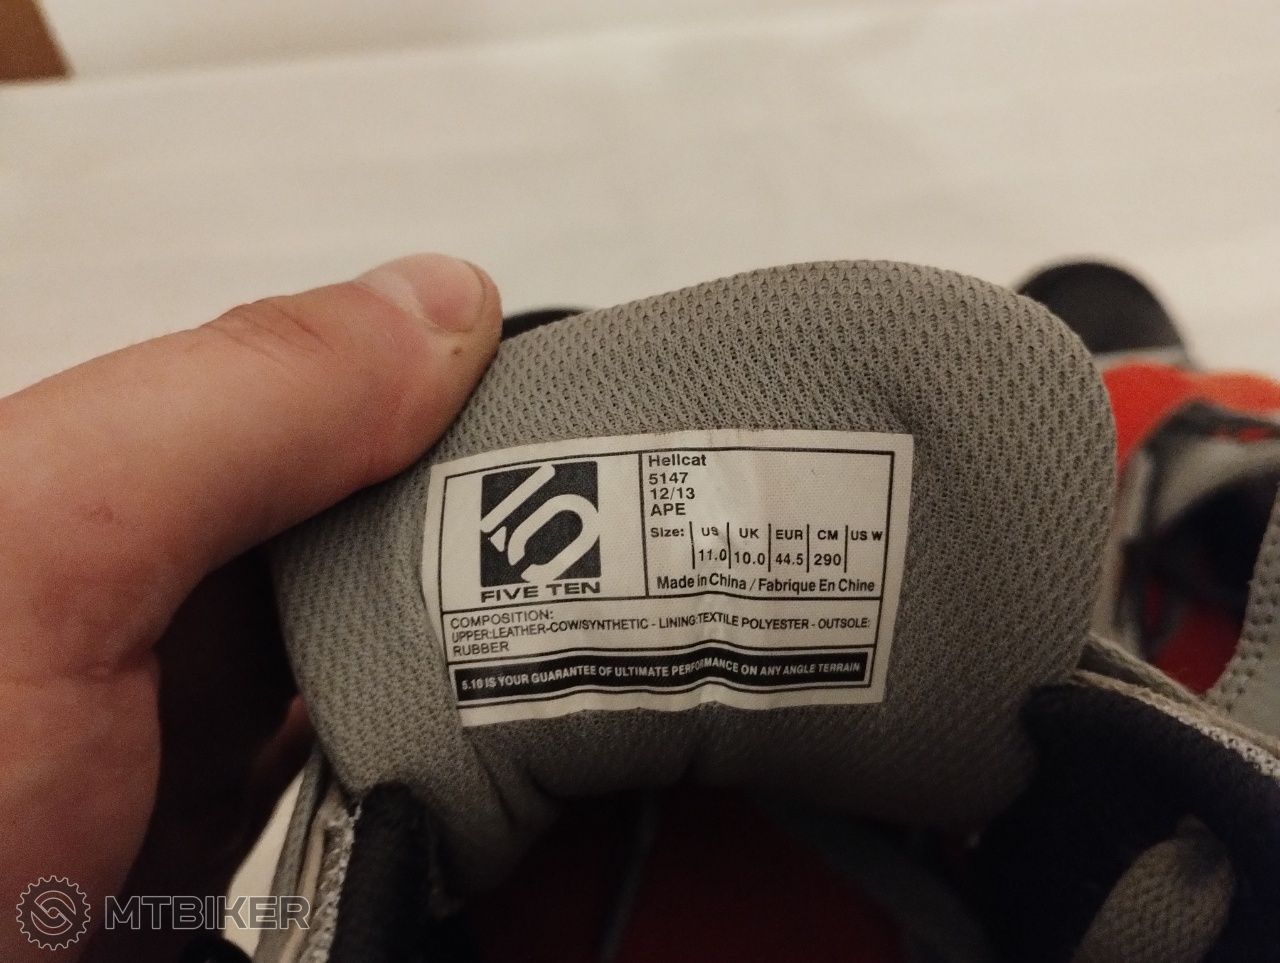 Hellcat
5147
12/13
APE
Size: US UK EUR CM US W
11.0 10.0 44.5 290
Made in China / Fabrique En Chine
FIVE TEN
COMPOSITION:
UPPER:LEATHER-COW/SYNTHETIC - LINING:TEXTILE POLYESTER - OUTSOLE:
RUBBER
5.10 IS YOUR GUARANTEE OF ULTIMATE PERFORMANCE ON ANY ANGLE TERRAIN
MTBIKER